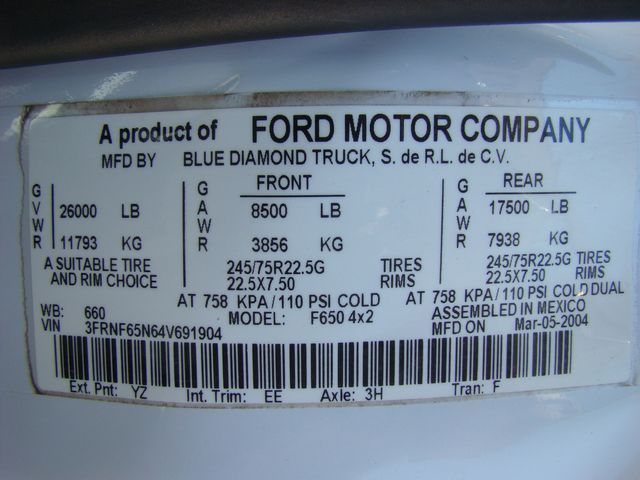 A product of FORD MOTOR COMPANY
MFD BY BLUE DIAMOND TRUCK, S. de R.L. de C.V.
GVWR 26000 LB 11793 KG
FRONT GAWR 8500 LB 3856 KG
REAR GAWR 17500 LB 7938 KG
A SUITABLE TIRE 245/75R22.5G TIRES 245/75R22.5G TIRES
AND RIM CHOICE 22.5X7.50 RIMS 22.5X7.50 RIMS
AT 758 KPA/110 PSI COLD AT 758 KPA/110 PSI COLD DUAL
WB: 660 MODEL: F650 4x2 ASSEMBLED IN MEXICO
VIN 3FRNF65N64V691904 MFD ON Mar-05-2004
Ext. Pnt: YZ Int. Trim: EE Axle: 3H Tran: F